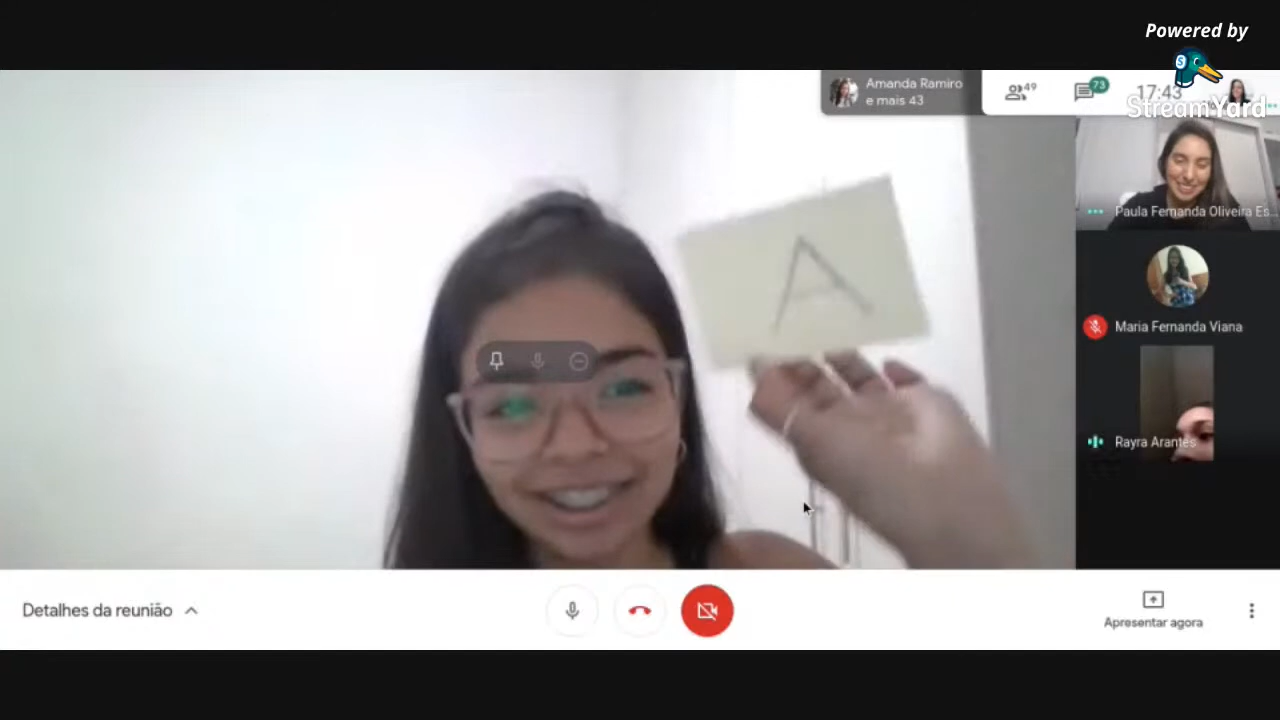 Powered by
StreamYard
Amanda Ramiro
e mais 43
49
73
17:43
A
Paula Fernanda Oliveira Es...
Maria Fernanda Viana
Rayra Arantes
Detalhes da reunião
Apresentar agora